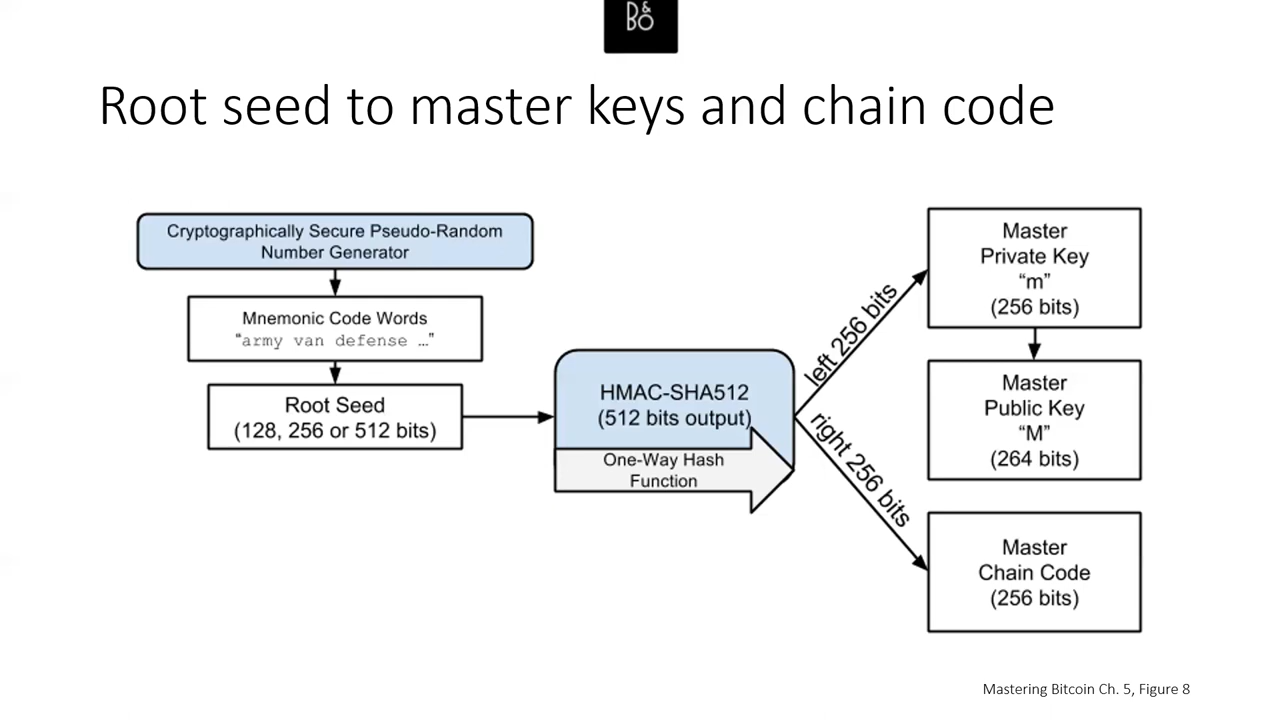 B&O
Root seed to master keys and chain code
Cryptographically Secure Pseudo-Random
Number Generator
Mnemonic Code Words
“army van defense …”
Root Seed
(128, 256 or 512 bits)
HMAC-SHA512
(512 bits output)
One-Way Hash
Function
left 256 bits
right 256 bits
Master
Private Key
“m”
(256 bits)
Master
Public Key
“M”
(264 bits)
Master
Chain Code
(256 bits)
Mastering Bitcoin Ch. 5, Figure 8